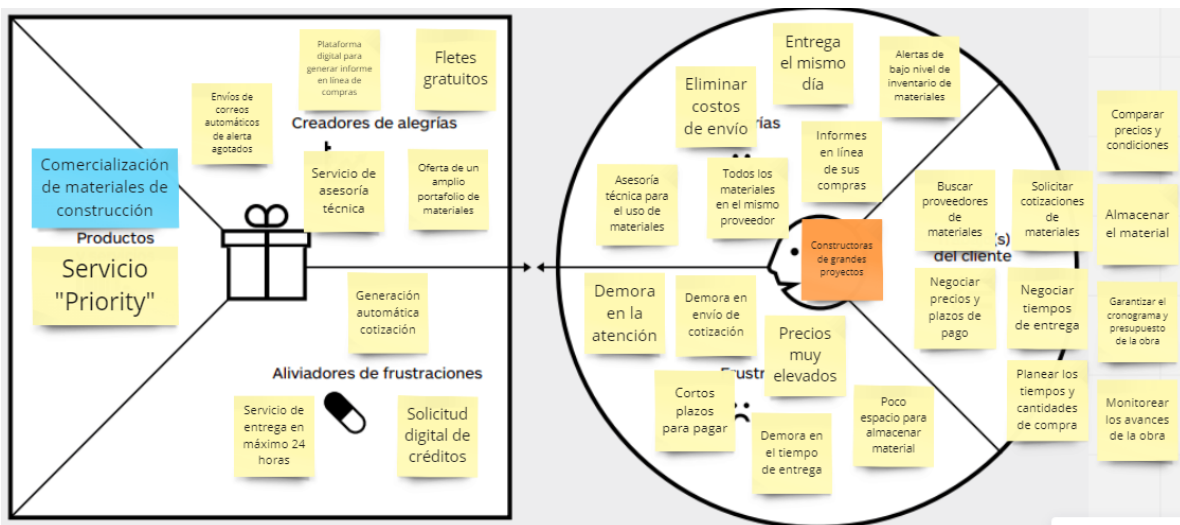 Plataforma
digital para
generar informe
en línea de
compras
Fletes
gratuitos
Envíos de
correos
automáticos
de alerta
agotados
Creadores de alegrías
Servicio de
asesoría
técnica
Oferta de un
amplio
portafolio de
materiales
Comercialización
de materiales de
construcción
Productos
Servicio
"Priority"
Generación
automática
cotización
Aliviadores de frustraciones
Servicio de
entrega en
máximo 24
horas
Solicitud
digital de
créditos
Entrega
el mismo
día
Alertas de
bajo nivel de
inventario de
materiales
Eliminar
costos
de envío
rías
Informes
en línea
de sus
compras
Asesoría
técnica para
el uso de
materiales
Todos los
materiales
en el mismo
proveedor
Constructoras
de grandes
proyectos
Demora
en la
atención
Demora en
envío de
cotización
Precios
muy
elevados
Frust
Cortos
plazos
para pagar
Demora en
el tiempo
de entrega
Poco
espacio para
almacenar
material
Buscar
proveedores
de
materiales
Solicitar
cotizaciones
de
materiales
(s)
del cliente
Negociar
precios y
plazos de
pago
Negociar
tiempos
de entrega
Planear los
tiempos y
cantidades
de compra
Comparar
precios y
condiciones
Almacenar
el material
Garantizar el
cronograma y
presupuesto
de la obra
Monitorear
los avances
de la obra